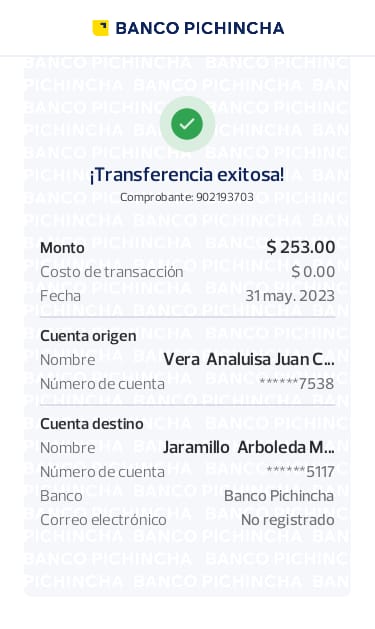 BANCO PICHINCHA
¡Transferencia exitosa!
Comprobante: 902193703
Monto $ 253.00
Costo de transacción $ 0.00
Fecha 31 may. 2023
Cuenta origen
Nombre Vera Analuisa Juan C...
Número de cuenta ******7538
Cuenta destino
Nombre Jaramillo Arboleda M...
Número de cuenta ******5117
Banco Banco Pichincha
Correo electrónico No registrado